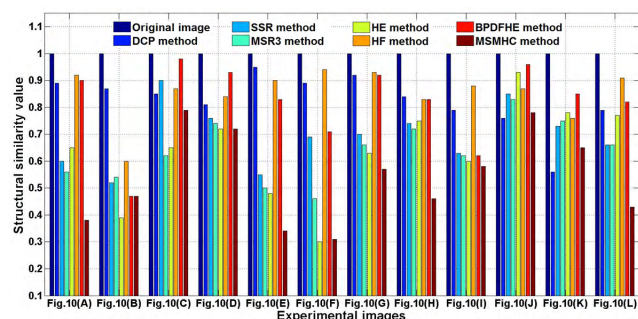 Structural similarity value
1.1
1
0.9
0.8
0.7
0.6
0.5
0.4
0.3
0.2
0.1
Original image
SSR method
HE method
BPDFHE method
DCP method
MSR3 method
HF method
MSMHC method
Fig.10(A) Fig.10(B) Fig.10(C) Fig.10(D) Fig.10(E) Fig.10(F) Fig.10(G) Fig.10(H) Fig.10(I) Fig.10(J) Fig.10(K) Fig.10(L)
Experimental images